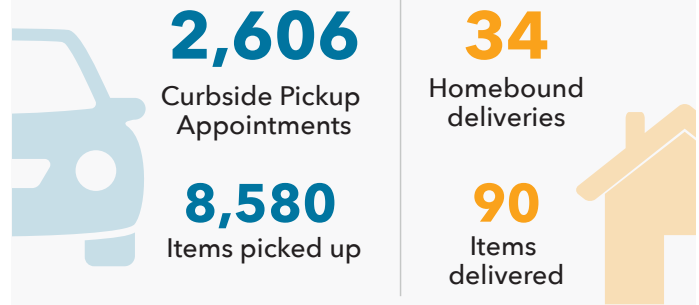 2,606
Curbside Pickup
Appointments
8,580
Items picked up
34
Homebound
deliveries
90
Items
delivered